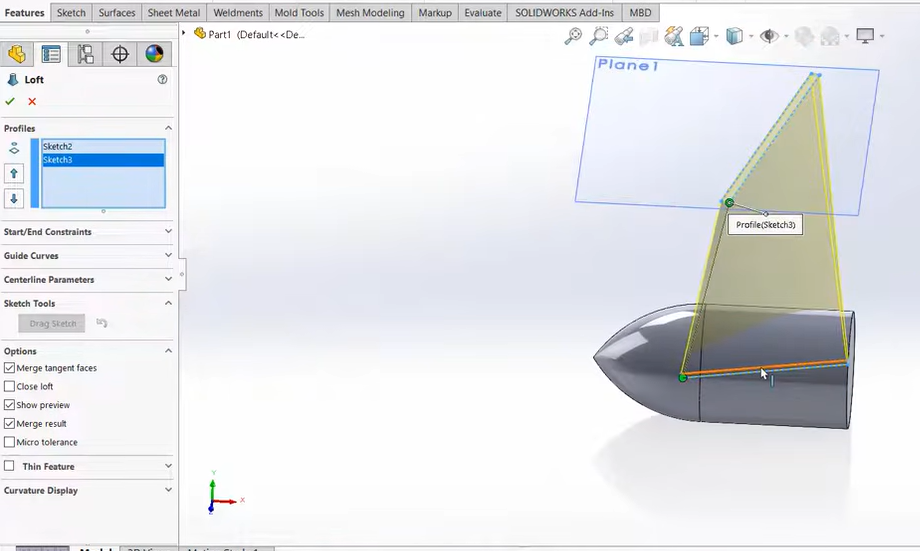 Features Sketch Surfaces Sheet Metal Weldments Mold Tools Mesh Modeling Markup Evaluate SOLIDWORKS Add-Ins MBD
Part1 (Default<<De...
Loft
Profiles
Sketch2
Sketch3
Start/End Constraints
Guide Curves
Centerline Parameters
Sketch Tools
Drag Sketch
Options
Merge tangent faces
Close loft
Show preview
Merge result
Micro tolerance
Thin Feature
Curvature Display
Plane1
Profile(Sketch3)
Y
X